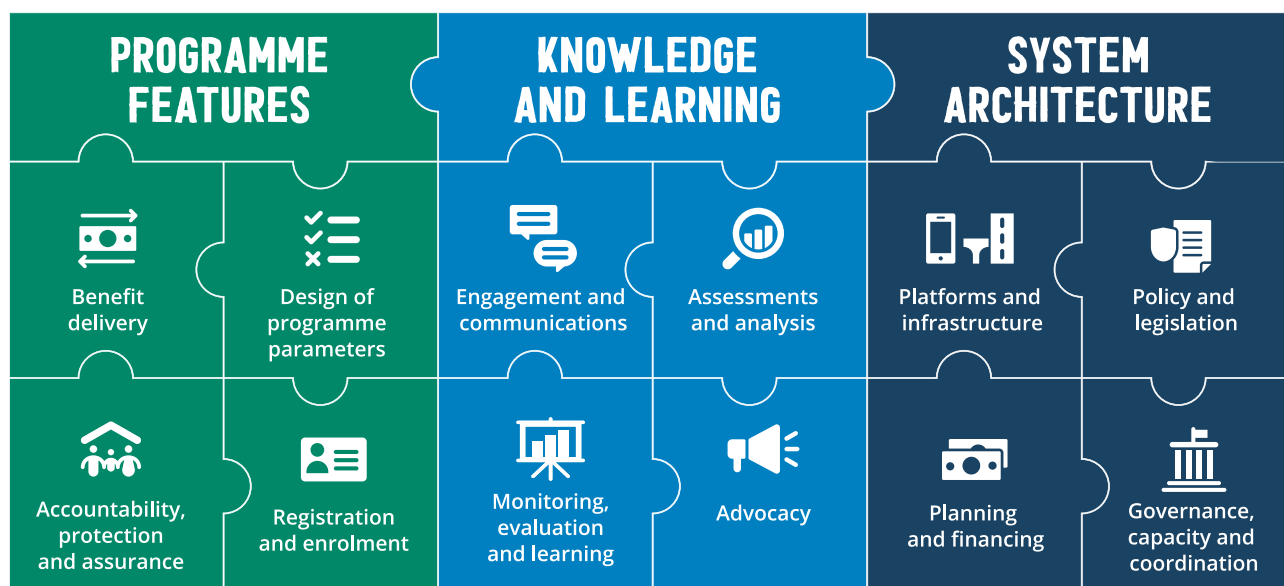 PROGRAMME
FEATURES
KNOWLEDGE
AND LEARNING
SYSTEM
ARCHITECTURE
Benefit
delivery
Design of
programme
parameters
Engagement and
communications
Assessments
and analysis
Platforms and
infrastructure
Policy and
legislation
Accountability,
protection
and assurance
Registration
and enrolment
Monitoring,
evaluation
and learning
Advocacy
Planning
and financing
Governance,
capacity and
coordination